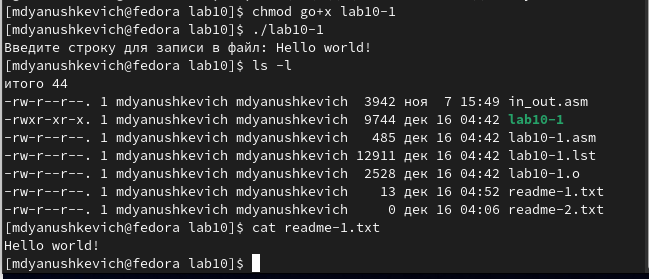 [mdyanushkevich@fedora lab10]$ chmod go+x lab10-1
[mdyanushkevich@fedora lab10]$ ./lab10-1
Введите строку для записи в файл: Hello world!
[mdyanushkevich@fedora lab10]$ ls -l
итого 44
-rw-r--r--. 1 mdyanushkevich mdyanushkevich  3942 ноя  7 15:49 in_out.asm
-rwxr-xr-x. 1 mdyanushkevich mdyanushkevich  9744 дек 16 04:42 lab10-1
-rw-r--r--. 1 mdyanushkevich mdyanushkevich   485 дек 16 04:42 lab10-1.asm
-rw-r--r--. 1 mdyanushkevich mdyanushkevich 12911 дек 16 04:42 lab10-1.lst
-rw-r--r--. 1 mdyanushkevich mdyanushkevich  2528 дек 16 04:42 lab10-1.o
-rw-r--r--. 1 mdyanushkevich mdyanushkevich    13 дек 16 04:52 readme-1.txt
-rw-r--r--. 1 mdyanushkevich mdyanushkevich     0 дек 16 04:06 readme-2.txt
[mdyanushkevich@fedora lab10]$ cat readme-1.txt
Hello world!
[mdyanushkevich@fedora lab10]$